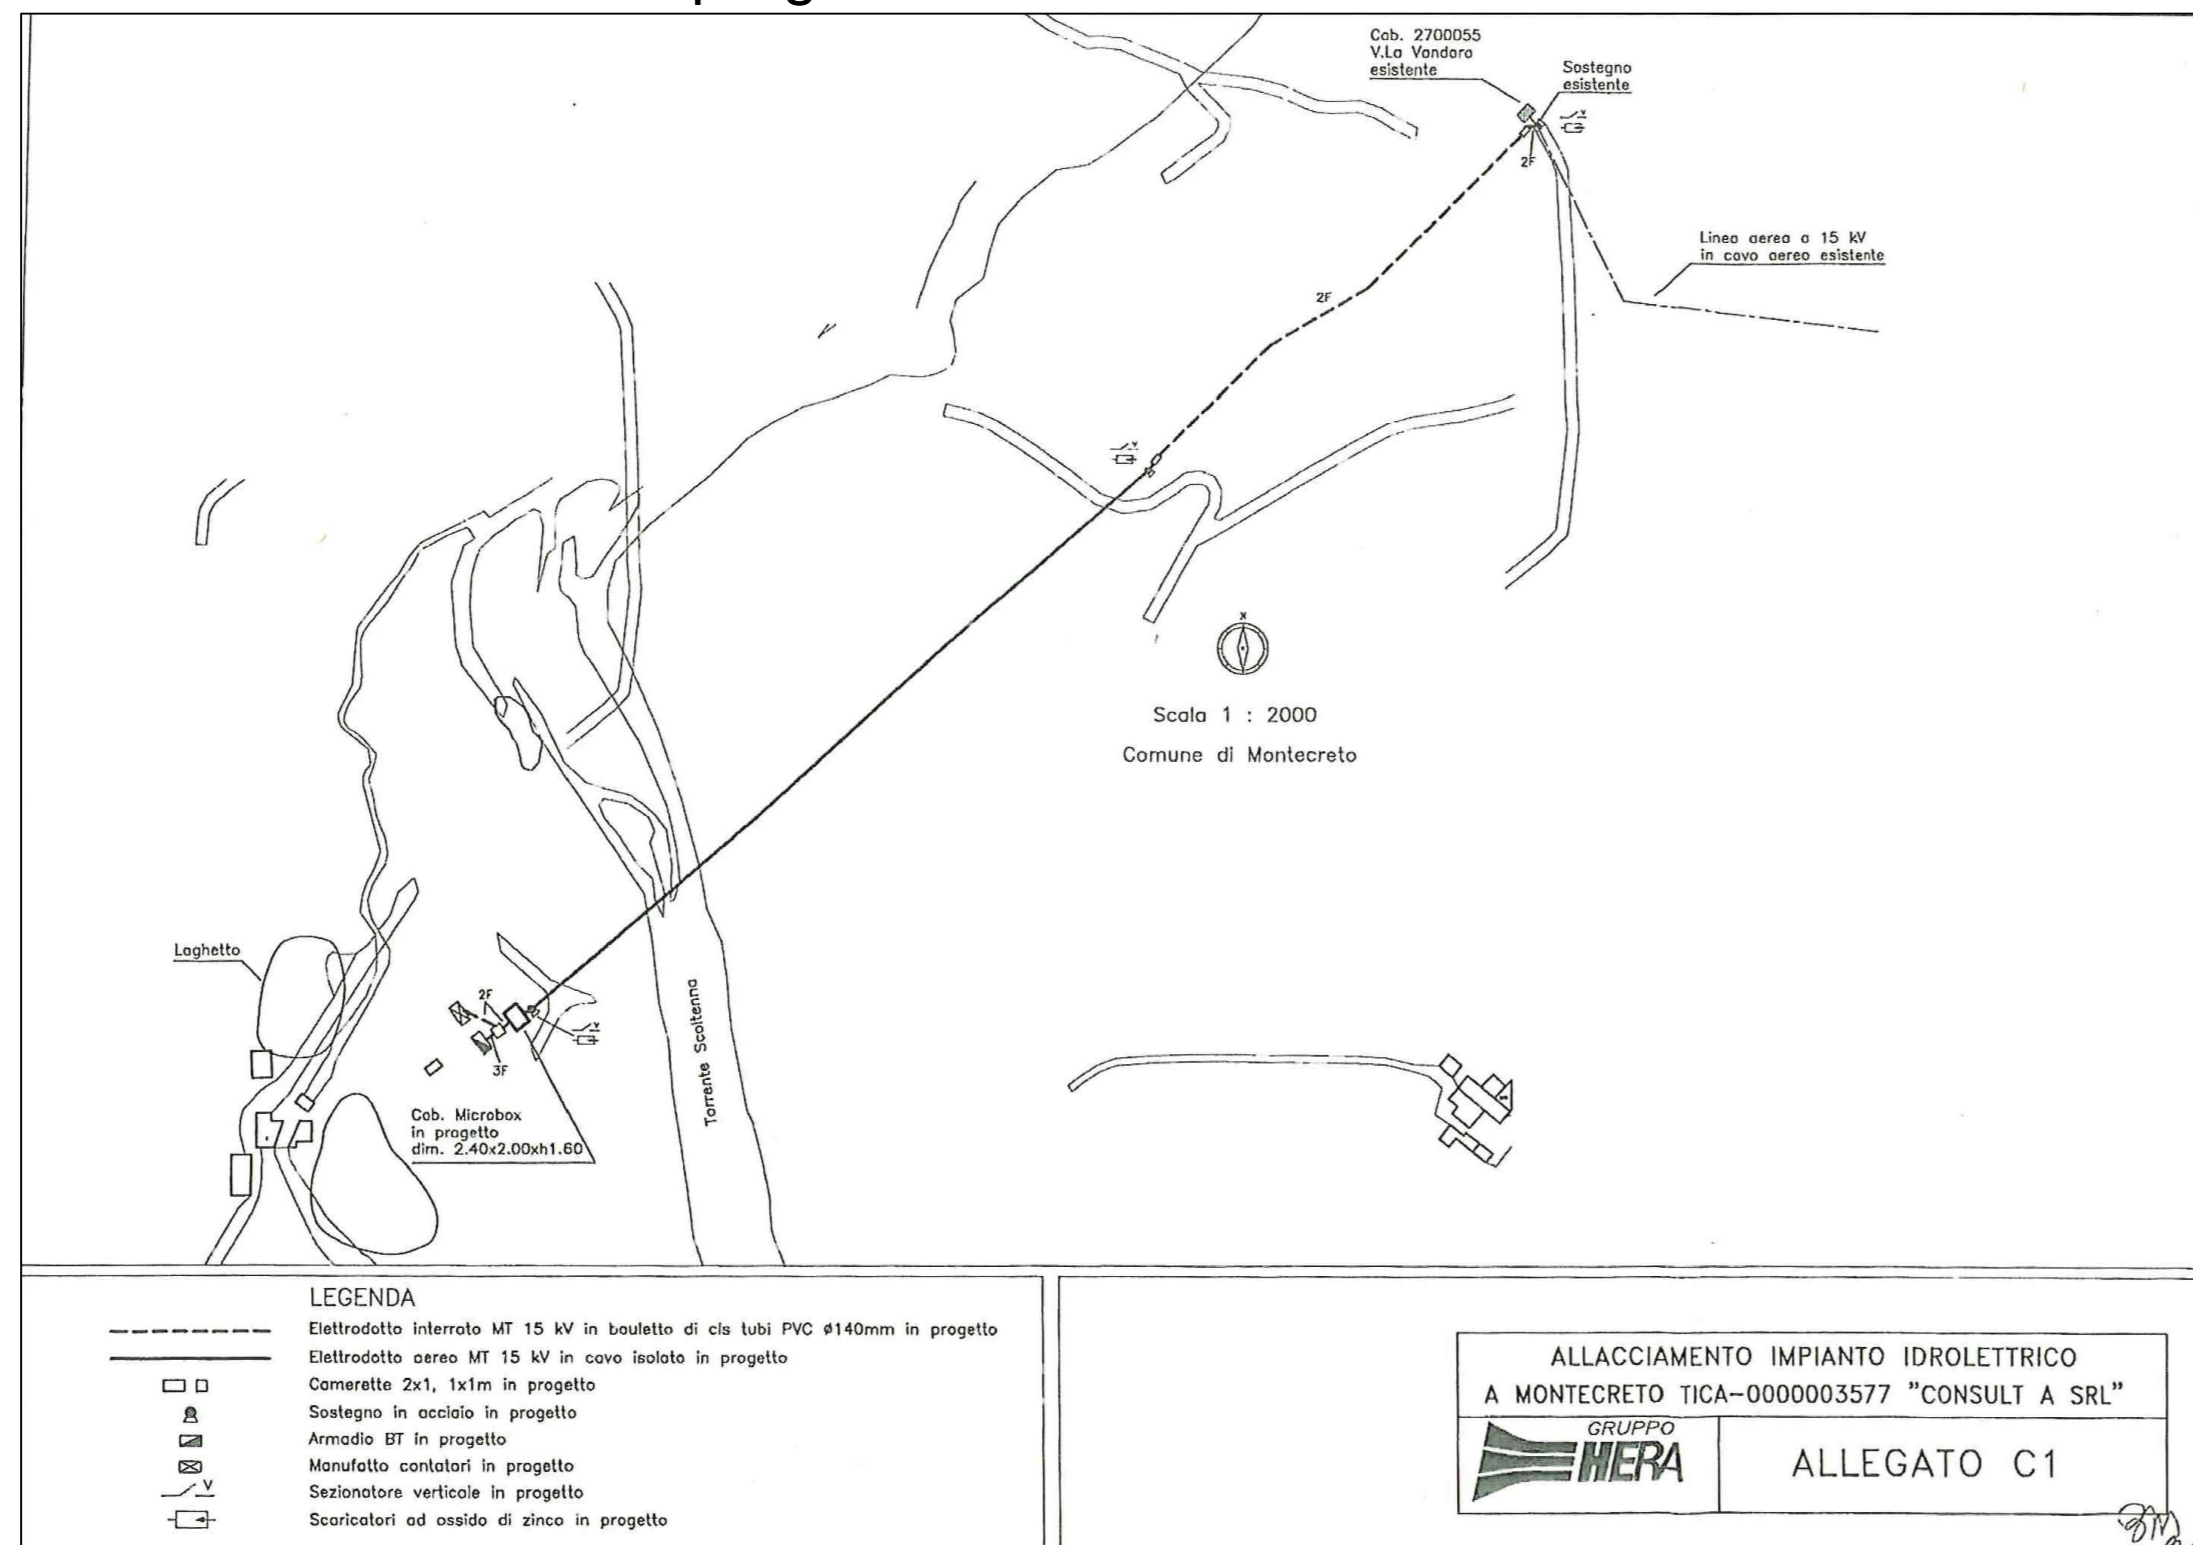 Cab. 2700055
V.La Vandara
esistente
Sostegno
esistente
2F
Linea aerea a 15 kV
in cavo aereo esistente
2F
Scala 1 : 2000
Comune di Montecreto
Laghetto
2F
3F
Torrente Scoltenna
Cab. Microbox
in progetto
dim. 2.40x2.00xh1.60
LEGENDA
Elettrodotto interrato MT 15 kV in bauletto di cls tubi PVC ø140mm in progetto
Elettrodotto aereo MT 15 kV in cavo isolato in progetto
Camerette 2x1, 1x1m in progetto
Sostegno in acciaio in progetto
Armadio BT in progetto
Manufatto contatori in progetto
V
Sezionatore verticale in progetto
Scaricatori ad ossido di zinco in progetto
ALLACCIAMENTO IMPIANTO IDROLETTRICO
A MONTECRETO TICA-0000003577 "CONSULT A SRL"
GRUPPO
HERA
ALLEGATO C1